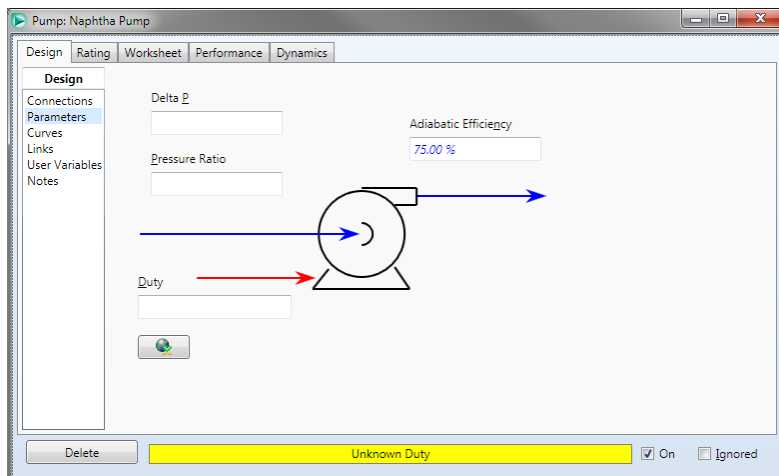 Pump: Naphtha Pump
Design Rating Worksheet Performance Dynamics
Design
Connections
Parameters
Curves
Links
User Variables
Notes
Delta P
Pressure Ratio
Adiabatic Efficiency
75.00 %
Duty
Delete
Unknown Duty
On
Ignored